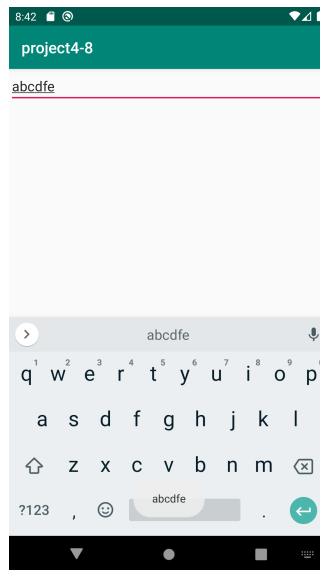 8:42
project4-8
abcdfe
abcdfe
1 2 3 4 5 6 7 8 9 0
q w e r t y u i o p
a s d f g h j k l
z x c v b n m
?123 , .
abcdfe